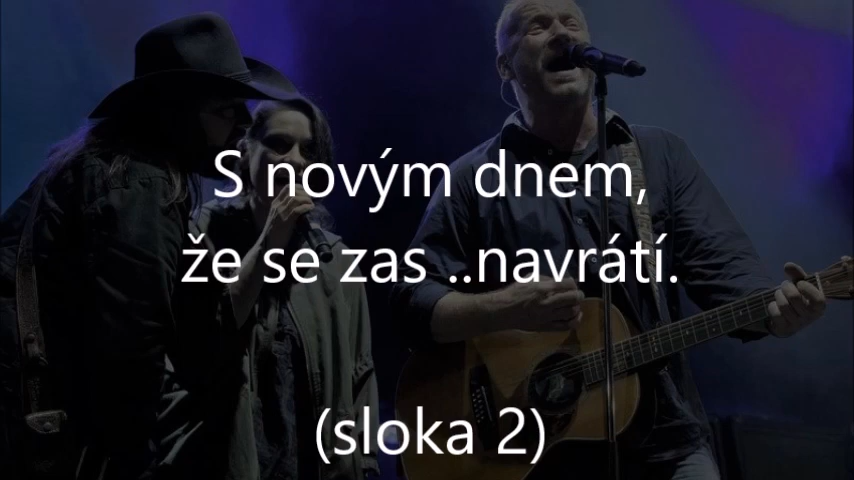 S novým dnem,
že se zas ..navrátí.
(sloka 2)